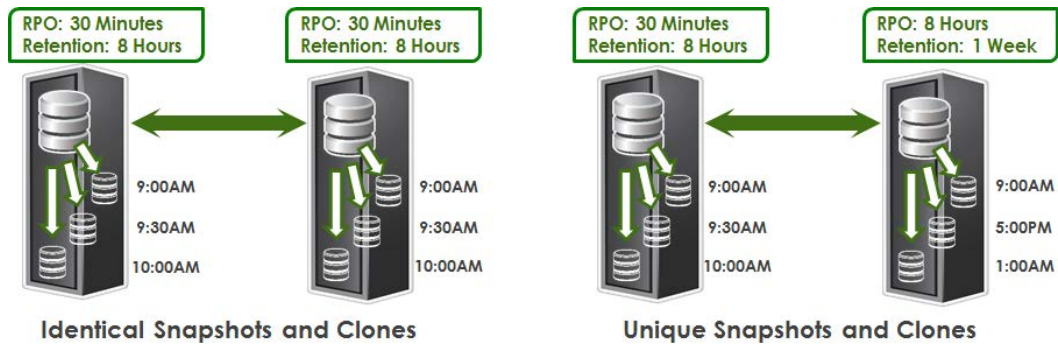 RPO: 30 Minutes
Retention: 8 Hours
RPO: 30 Minutes
Retention: 8 Hours
9:00AM
9:30AM
10:00AM
9:00AM
9:30AM
10:00AM
Identical Snapshots and Clones
RPO: 30 Minutes
Retention: 8 Hours
RPO: 8 Hours
Retention: 1 Week
9:00AM
9:30AM
10:00AM
9:00AM
5:00PM
1:00AM
Unique Snapshots and Clones